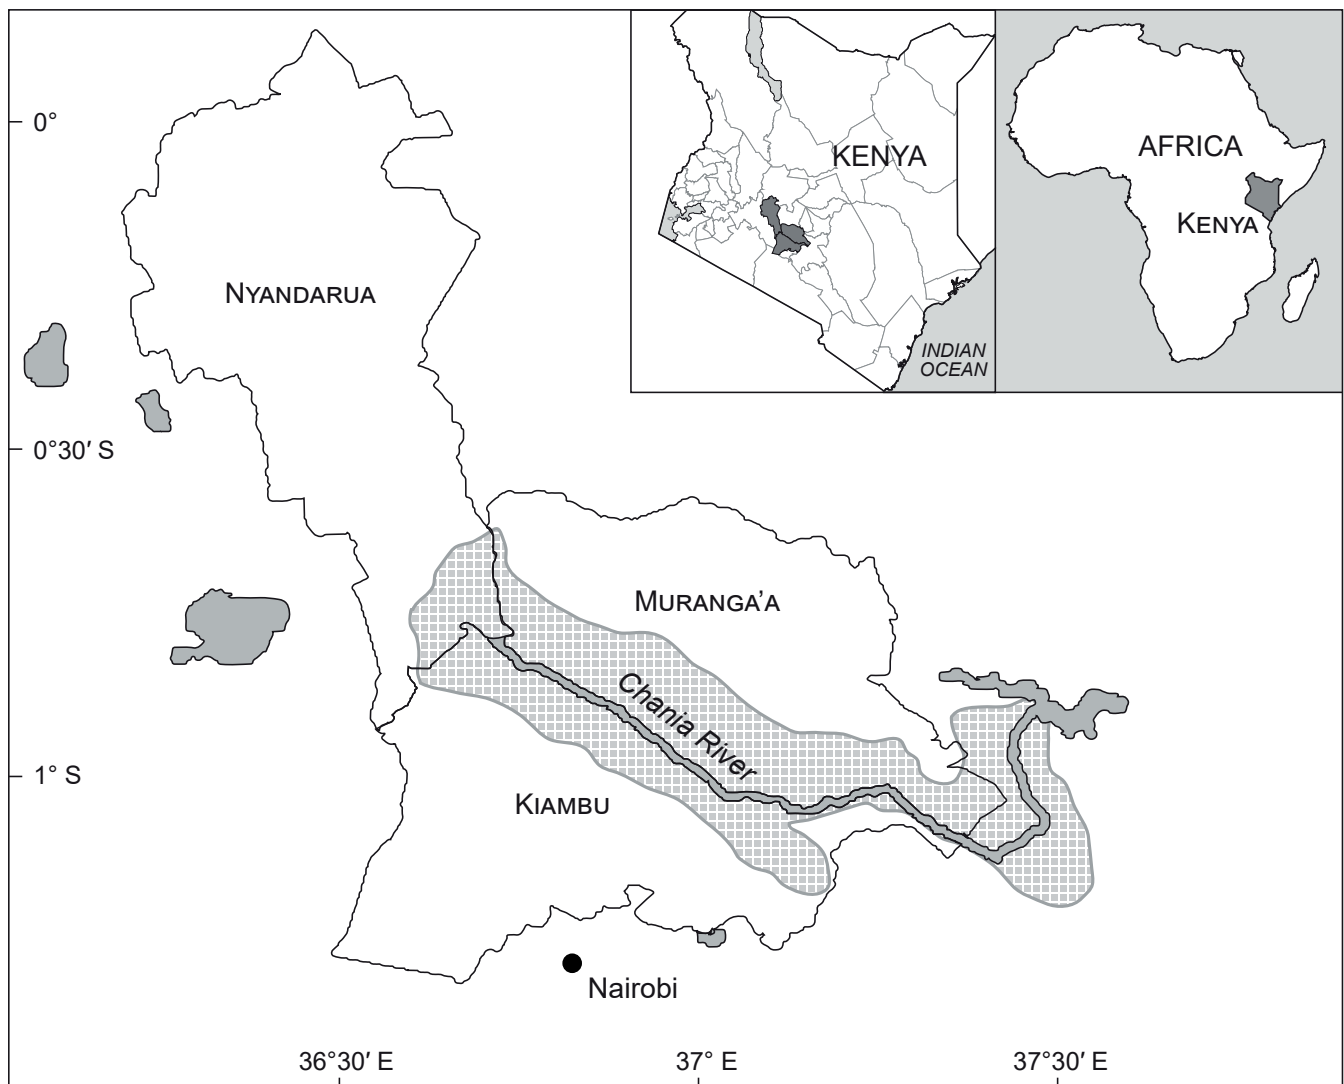 0°
KENYA
AFRICA
KENYA
NYANDARUA
INDIAN
OCEAN
0°30′ S
MURANGA’A
Chania River
1° S
KIAMBU
Nairobi
36°30′ E
37° E
37°30′ E